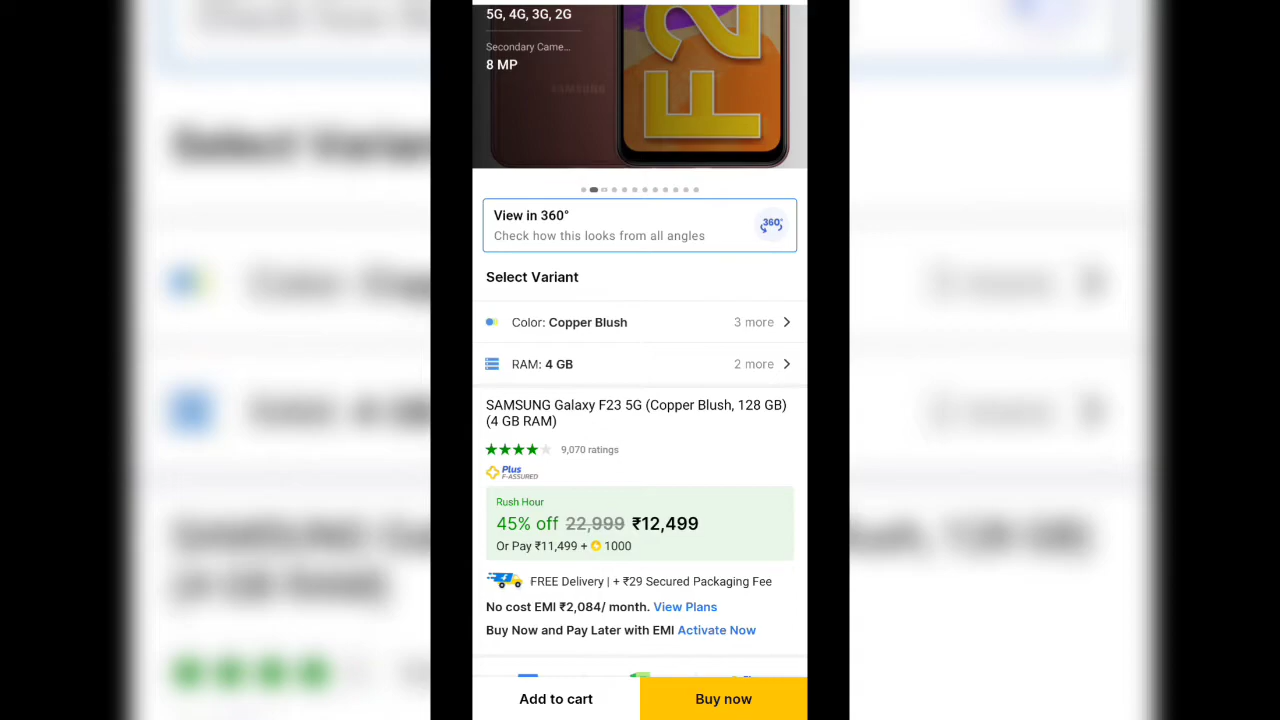 5G, 4G, 3G, 2G
Secondary Came...
8 MP
SAMSUNG
F2
View in 360°
Check how this looks from all angles
360°
Select Variant
Color: Copper Blush
3 more
RAM: 4 GB
2 more
SAMSUNG Galaxy F23 5G (Copper Blush, 128 GB)
(4 GB RAM)
9,070 ratings
Plus
F-ASSURED
Rush Hour
45% off 22,999 ₹12,499
Or Pay ₹11,499 + 1000
FREE Delivery | + ₹29 Secured Packaging Fee
No cost EMI ₹2,084/ month. View Plans
Buy Now and Pay Later with EMI Activate Now
Add to cart
Buy now